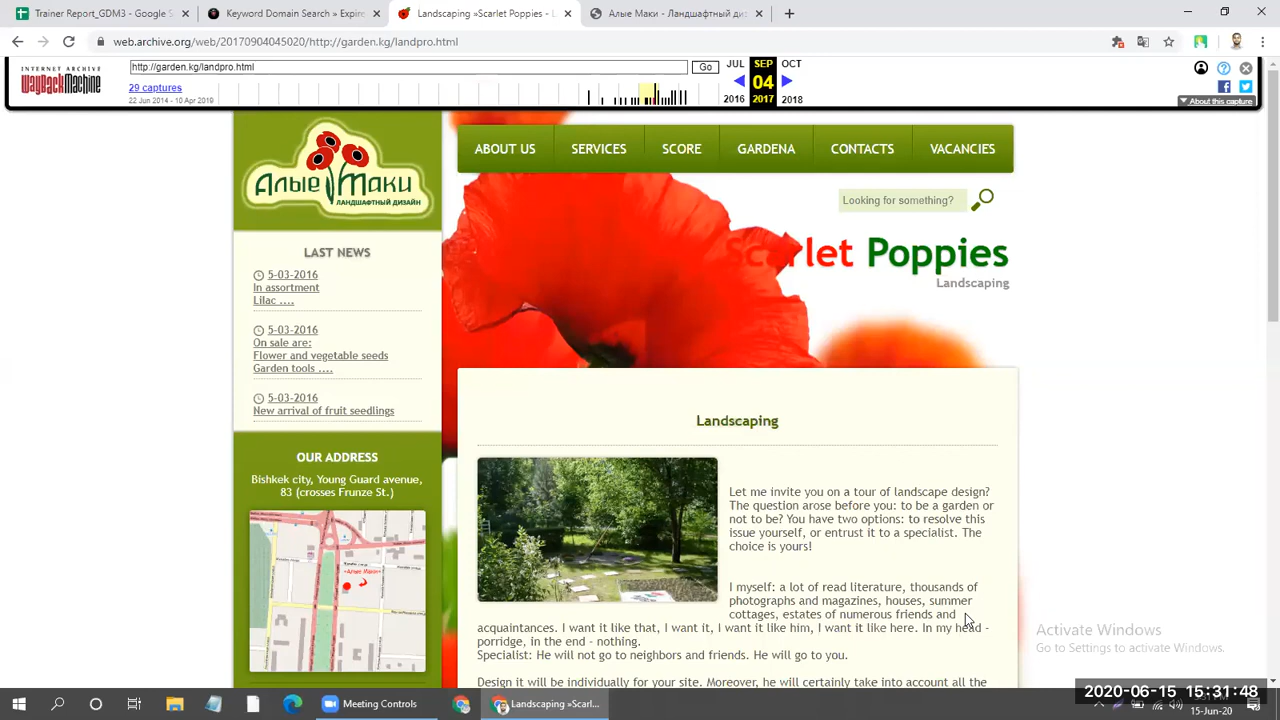 Trainer Report_GDM3 - Google S
Keyword Domains - Search Expire
Landscaping »Scarlet Poppies - L
Алые Маки - Ландшафтный ди
web.archive.org/web/20170904045020/http://garden.kg/landpro.html
INTERNET ARCHIVE
WayBackMachine
http://garden.kg/landpro.html
Go
JUL SEP OCT
29 captures
04
22 Jun 2014 - 10 Apr 2019
2016 2017 2018
About this capture
ABOUT US
SERVICES
SCORE
GARDENA
CONTACTS
VACANCIES
Алые Маки
ЛАНДШАФТНЫЙ ДИЗАЙН
Looking for something?
Scarlet Poppies
Landscaping
LAST NEWS
5-03-2016
In assortment
Lilac ....
5-03-2016
On sale are:
Flower and vegetable seeds
Garden tools ....
5-03-2016
New arrival of fruit seedlings
OUR ADDRESS
Bishkek city, Young Guard avenue,
83 (crosses Frunze St.)
«Алые Маки»
Landscaping
Let me invite you on a tour of landscape design?
The question arose before you: to be a garden or
not to be? You have two options: to resolve this
issue yourself, or entrust it to a specialist. The
choice is yours!
I myself: a lot of read literature, thousands of
photographs and magazines, houses, summer
cottages, estates of numerous friends and
acquaintances. I want it like that, I want it, I want it like him, I want it like here. In my head -
porridge, in the end - nothing.
Specialist: He will not go to neighbors and friends. He will go to you.
Design it will be individually for your site. Moreover, he will certainly take into account all the
Activate Windows
Go to Settings to activate Windows.
Meeting Controls
Landscaping »Scarl...
2020-06-15 15:31:48
15-Jun-20